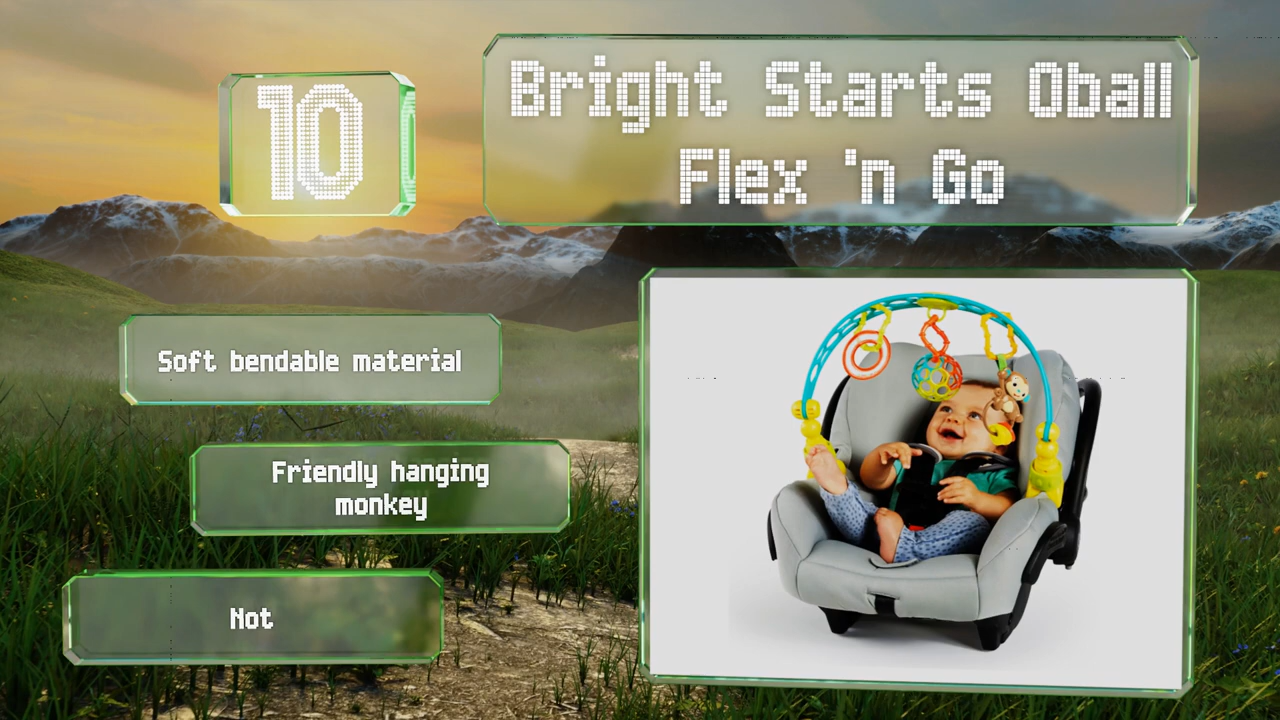 10
Bright Starts Oball
Flex 'n Go
Soft bendable material
Friendly hanging
monkey
Not